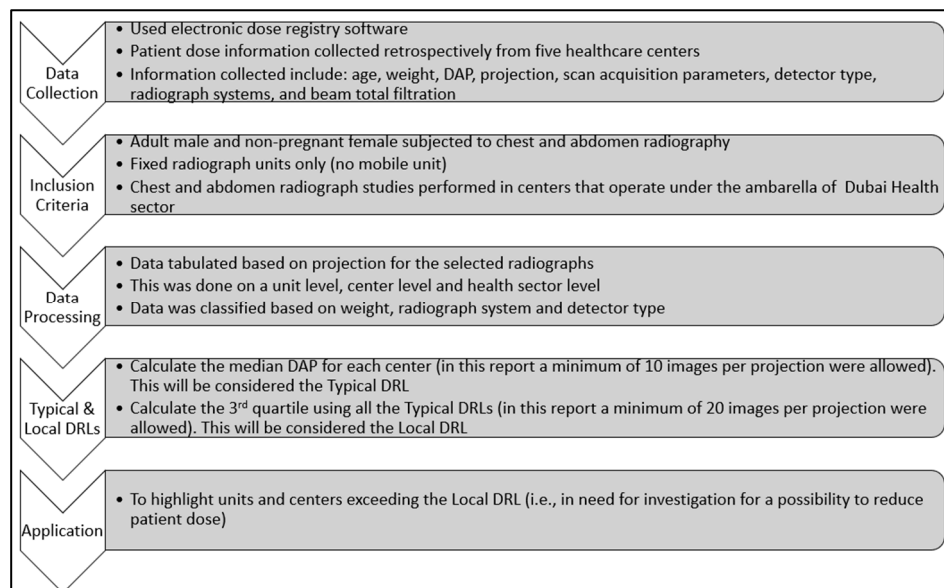 Data
Collection
• Used electronic dose registry software
• Patient dose information collected retrospectively from five healthcare centers
• Information collected include: age, weight, DAP, projection, scan acquisition parameters, detector type,
radiograph systems, and beam total filtration
Inclusion
Criteria
• Adult male and non-pregnant female subjected to chest and abdomen radiography
• Fixed radiograph units only (no mobile unit)
• Chest and abdomen radiograph studies performed in centers that operate under the ambarella of Dubai Health
sector
Data
Processing
• Data tabulated based on projection for the selected radiographs
• This was done on a unit level, center level and health sector level
• Data was classified based on weight, radiograph system and detector type
Typical &
Local DRLs
• Calculate the median DAP for each center (in this report a minimum of 10 images per projection were allowed).
This will be considered the Typical DRL
• Calculate the 3rd quartile using all the Typical DRLs (in this report a minimum of 20 images per projection were
allowed). This will be considered the Local DRL
Application
• To highlight units and centers exceeding the Local DRL (i.e., in need for investigation for a possibility to reduce
patient dose)